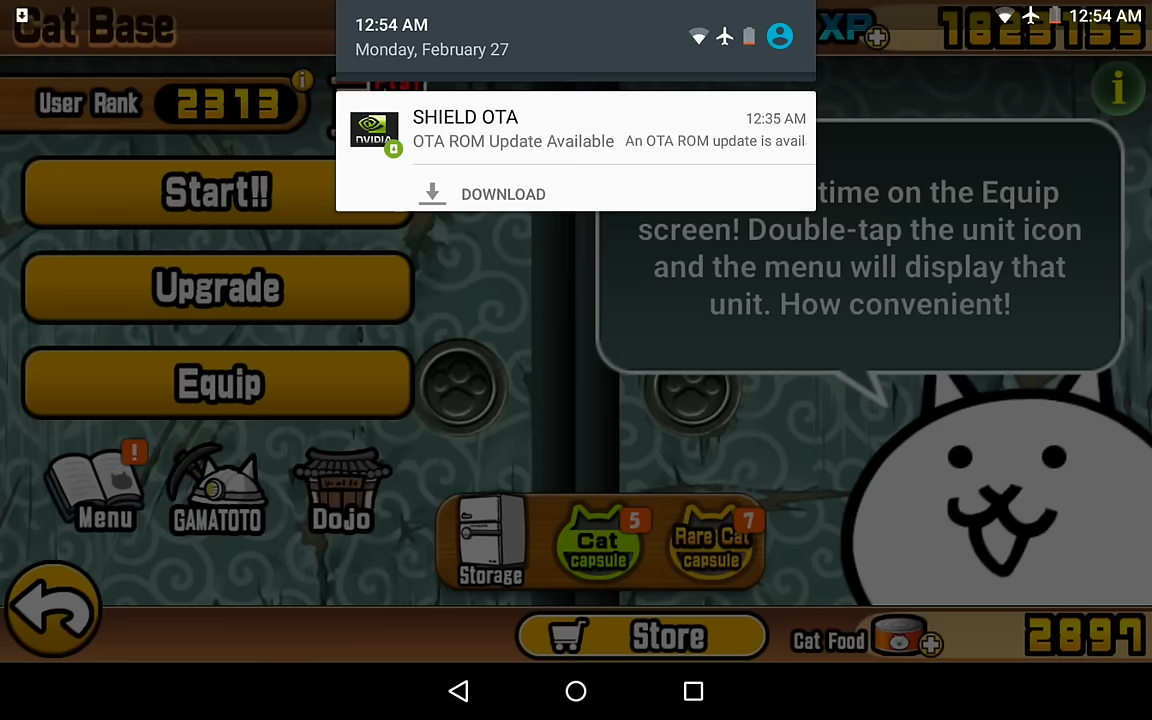 12:54 AM
12:54 AM
Monday, February 27
Cat Base
XP
1823153
User Rank 2313
SHIELD OTA
12:35 AM
NVIDIA
OTA ROM Update Available An OTA ROM update is avail
DOWNLOAD
Start!!
Upgrade
Equip
time on the Equip
screen! Double-tap the unit icon
and the menu will display that
unit. How convenient!
Menu
GAMATOTO
Dojo
Storage
Cat
capsule
5
Rare Cat
capsule
7
Store
Cat Food
2897